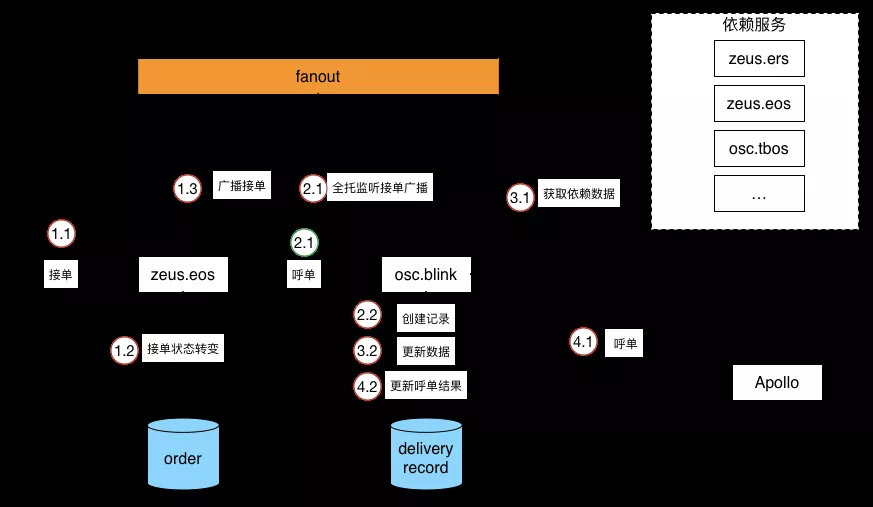 依赖服务
zeus.ers
fanout
zeus.eos
osc.tbos
…
1.3
广播接单
2.1
全托监听接单广播
3.1
获取依赖数据
1.1
2.1
接单
zeus.eos
呼单
osc.blink
2.2
创建记录
1.2
接单状态转变
3.2
更新数据
4.1
呼单
4.2
更新呼单结果
Apollo
order
delivery
record